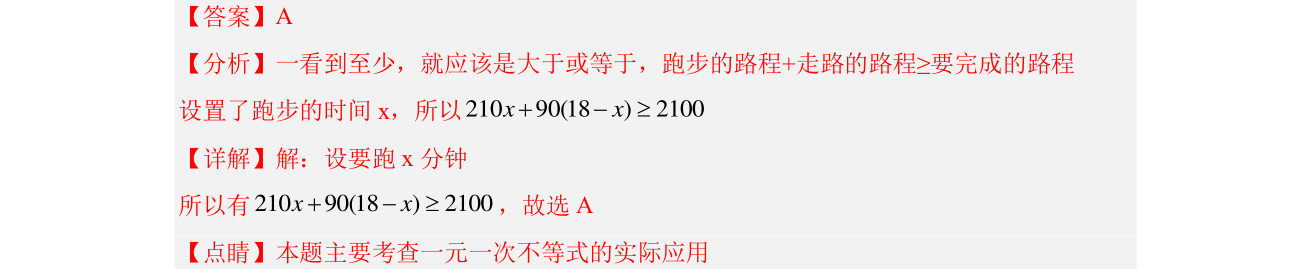 【答案】A
【分析】一看到至少，就应该是大于或等于，跑步的路程+走路的路程≥要完成的路程
设置了跑步的时间 x，所以 210x+90(18−x)≥2100
【详解】解：设要跑 x 分钟
所以有 210x+90(18−x)≥2100，故选 A
【点睛】本题主要考查一元一次不等式的实际应用